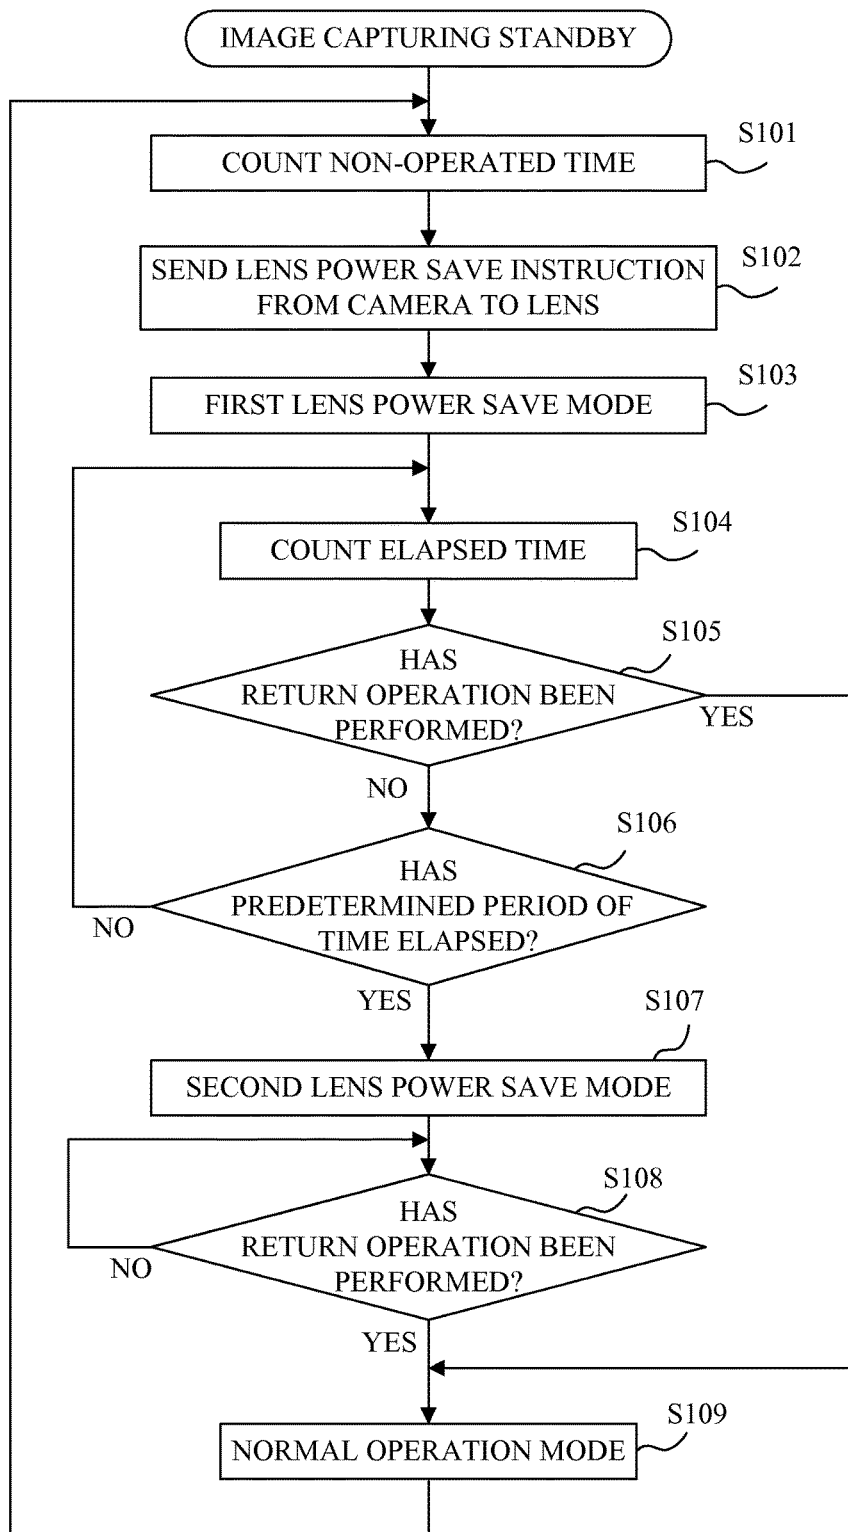 IMAGE CAPTURING STANDBY
S101
COUNT NON-OPERATED TIME
S102
SEND LENS POWER SAVE INSTRUCTION
FROM CAMERA TO LENS
S103
FIRST LENS POWER SAVE MODE
S104
COUNT ELAPSED TIME
S105
HAS
RETURN OPERATION BEEN
PERFORMED?
YES
NO
S106
HAS
PREDETERMINED PERIOD OF
TIME ELAPSED?
NO
YES
S107
SECOND LENS POWER SAVE MODE
S108
HAS
RETURN OPERATION BEEN
PERFORMED?
NO
YES
S109
NORMAL OPERATION MODE